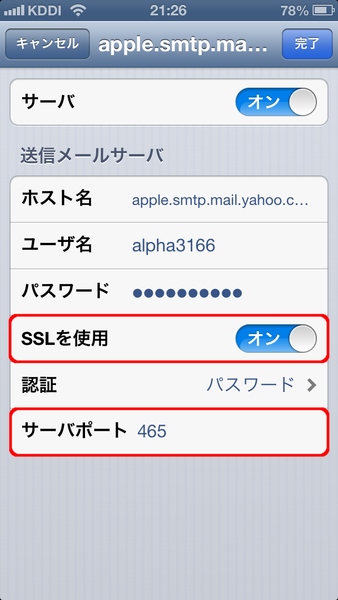 KDDI 21:26 78%
キャンセル apple.smtp.ma... 完了
サーバ オン
送信メールサーバ
ホスト名 apple.smtp.mail.yahoo.c...
ユーザ名 alpha3166
パスワード ●●●●●●●●●●
SSLを使用 オン
認証 パスワード
サーバポート 465